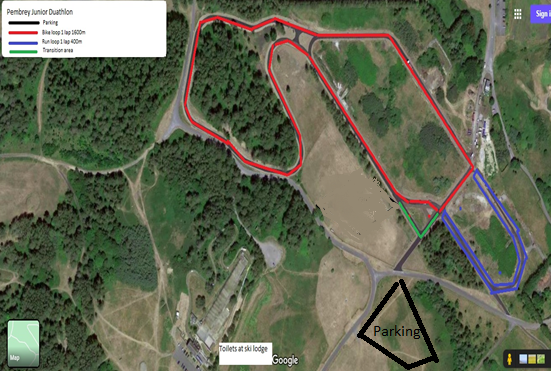 Pembrey Junior Duathlon
Parking
Bike loop 1 lap 1600m
Run loop 1 lap 400m
Transition area
Sign i
Parking
Toilets at ski lodge
Google
Map